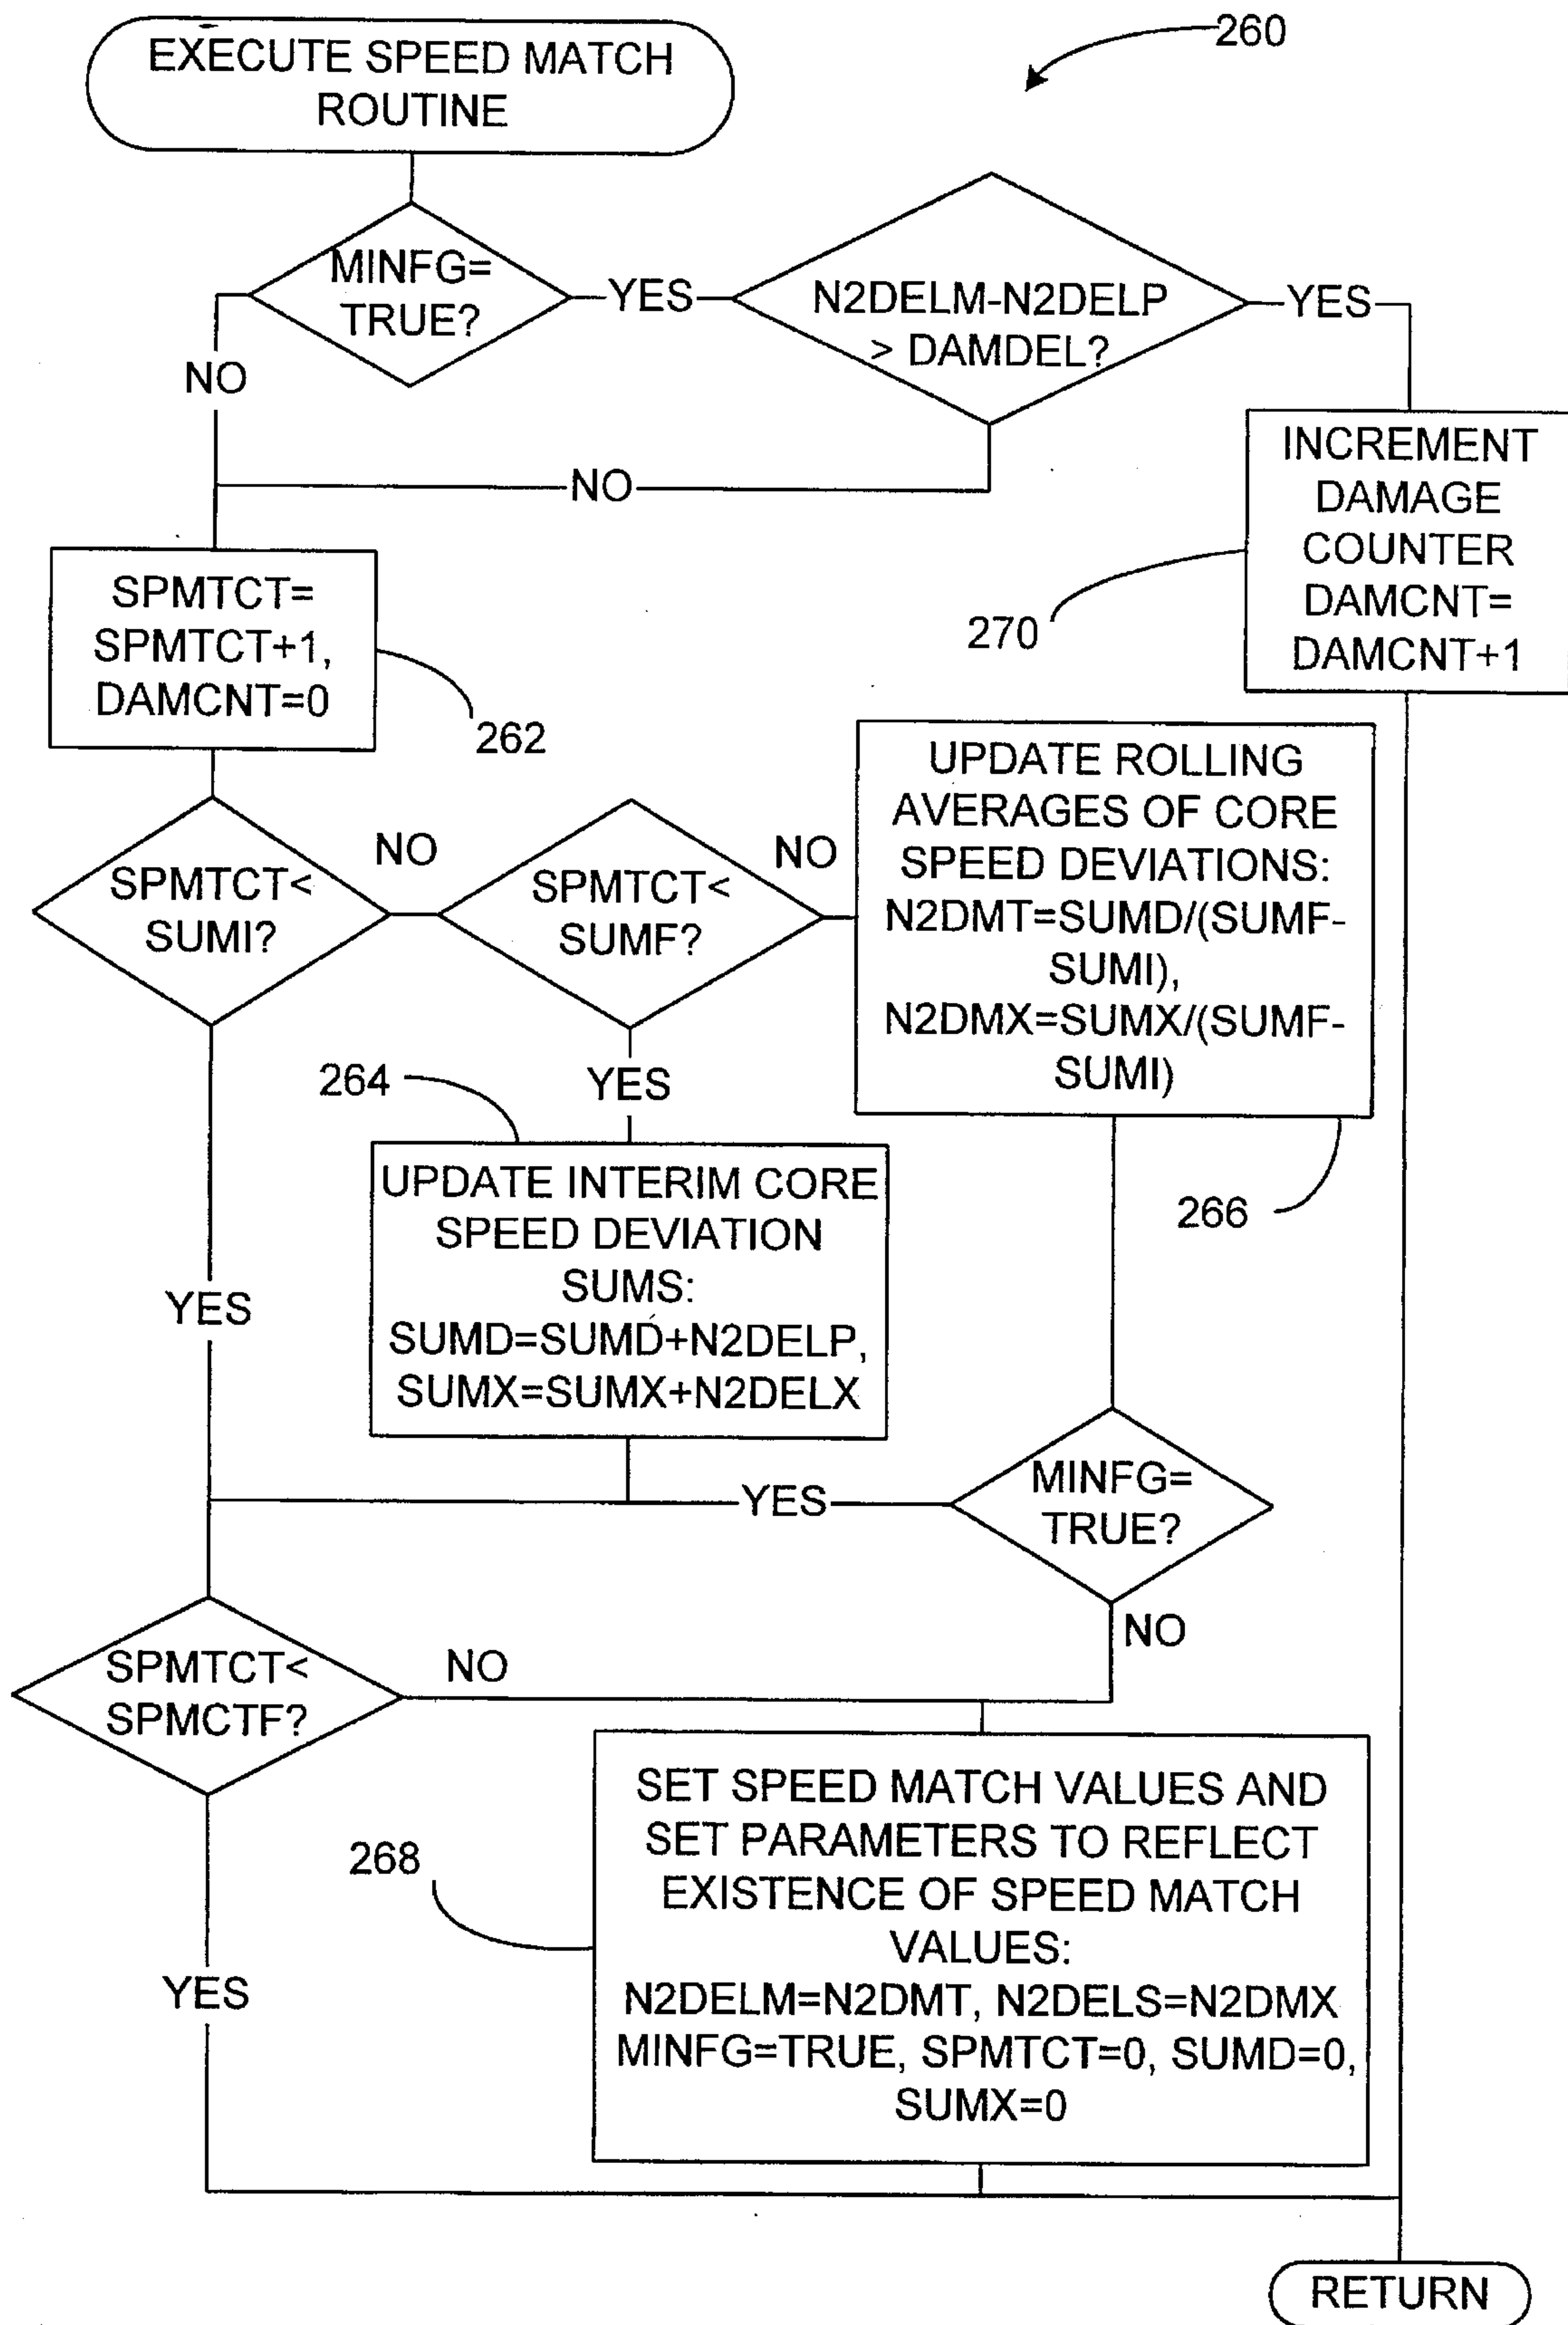 260
EXECUTE SPEED MATCH
ROUTINE
MINFG=
TRUE?
YES
N2DELM-N2DELP
> DAMDEL?
YES
NO
NO
INCREMENT
DAMAGE
COUNTER
DAMCNT=
DAMCNT+1
270
SPMTCT=
SPMTCT+1,
DAMCNT=0
262
SPMTCT<
SUMI?
NO
SPMTCT<
SUMF?
NO
UPDATE ROLLING
AVERAGES OF CORE
SPEED DEVIATIONS:
N2DMT=SUMD/(SUMF-
SUMI),
N2DMX=SUMX/(SUMF-
SUMI)
266
YES
264
UPDATE INTERIM CORE
SPEED DEVIATION
SUMS:
SUMD=SUMD+N2DELP,
SUMX=SUMX+N2DELX
YES
MINFG=
TRUE?
YES
NO
SPMTCT<
SPMCTF?
NO
268
SET SPEED MATCH VALUES AND
SET PARAMETERS TO REFLECT
EXISTENCE OF SPEED MATCH
VALUES:
N2DELM=N2DMT, N2DELS=N2DMX
MINFG=TRUE, SPMTCT=0, SUMD=0,
SUMX=0
YES
RETURN